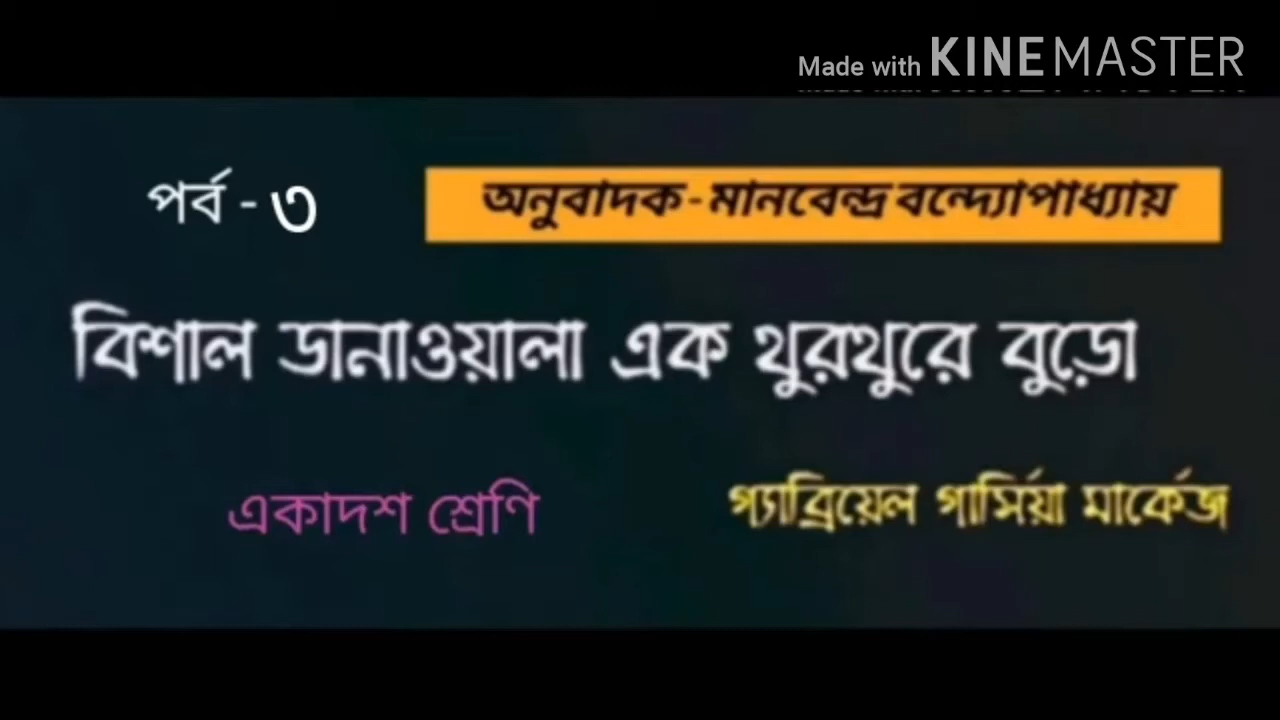 Made with KINEMASTER
পর্ব - ৩
অনুবাদক - মানবেন্দ্র বন্দ্যোপাধ্যায়
বিশাল ডানাওয়ালা এক থুরথুরে বুড়ো
একাদশ শ্রেণি
গ্যাব্রিয়েল গার্সিয়া মার্কেজ